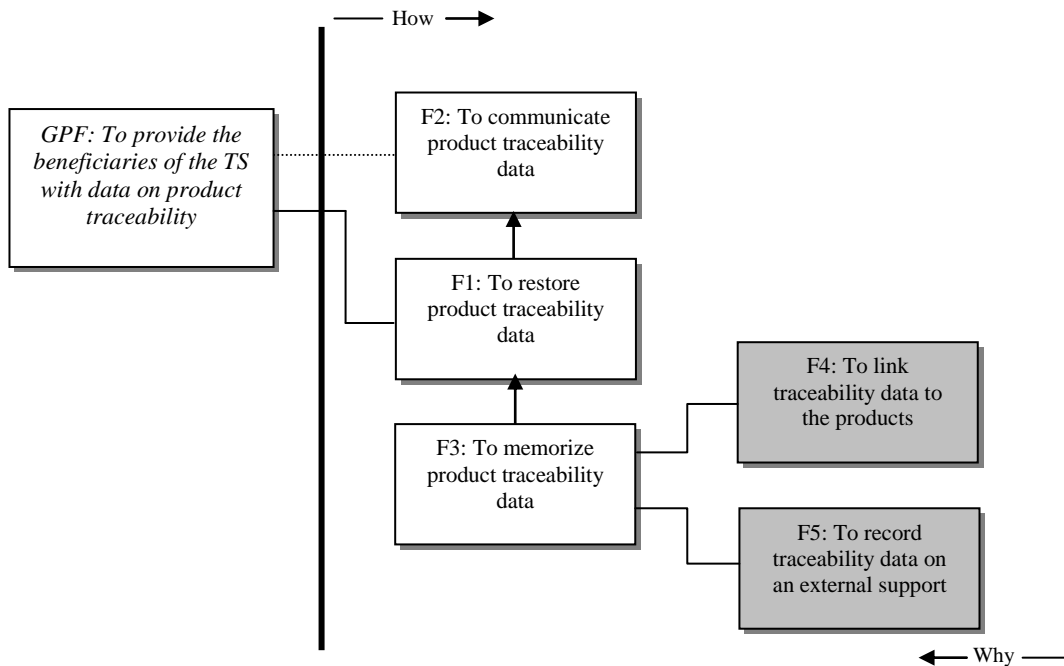 How
GPF: To provide the
beneficiaries of the TS
with data on product
traceability
F2: To communicate
product traceability
data
F1: To restore
product traceability
data
F3: To memorize
product traceability
data
F4: To link
traceability data to
the products
F5: To record
traceability data on
an external support
Why